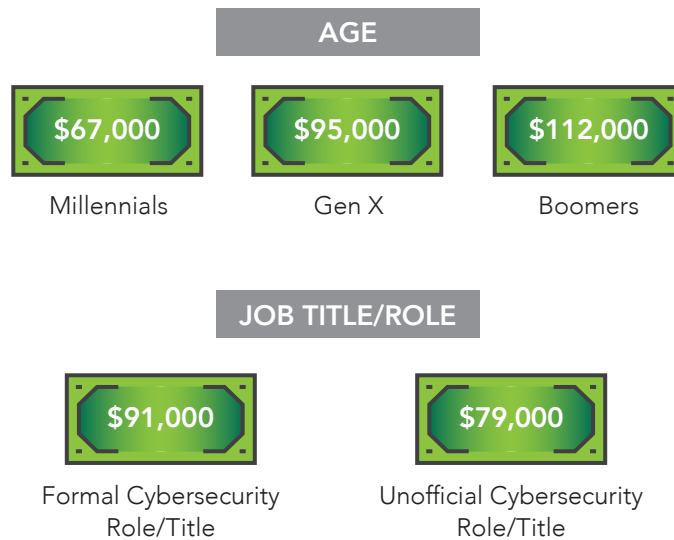 AGE
$67,000
$95,000
$112,000
Millennials
Gen X
Boomers
JOB TITLE/ROLE
$91,000
$79,000
Formal Cybersecurity
Role/Title
Unofficial Cybersecurity
Role/Title